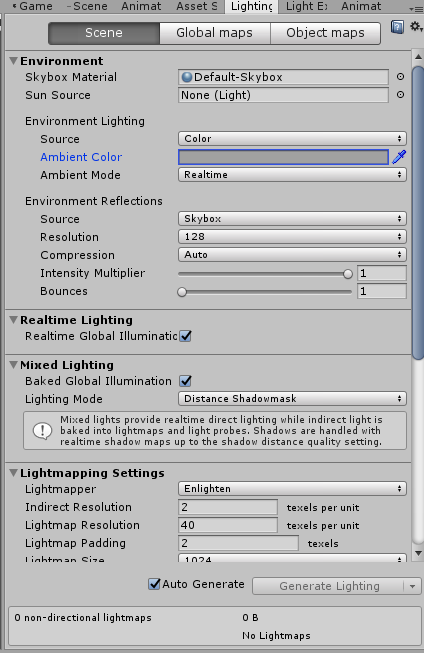 Game Scene Animat Asset S Lighting Light Ex Animat
Scene Global maps Object maps
Environment
Skybox Material Default-Skybox
Sun Source None (Light)
Environment Lighting
Source Color
Ambient Color
Ambient Mode Realtime
Environment Reflections
Source Skybox
Resolution 128
Compression Auto
Intensity Multiplier 1
Bounces 1
Realtime Lighting
Realtime Global Illuminatic
Mixed Lighting
Baked Global Illumination
Lighting Mode Distance Shadowmask
Mixed lights provide realtime direct lighting while indirect light is
baked into lightmaps and light probes. Shadows are handled with
realtime shadow maps up to the shadow distance quality setting.
Lightmapping Settings
Lightmapper Enlighten
Indirect Resolution 2 texels per unit
Lightmap Resolution 40 texels per unit
Lightmap Padding 2 texels
Lightmap Size 1024
Auto Generate Generate Lighting
0 non-directional lightmaps 0 B
No Lightmaps